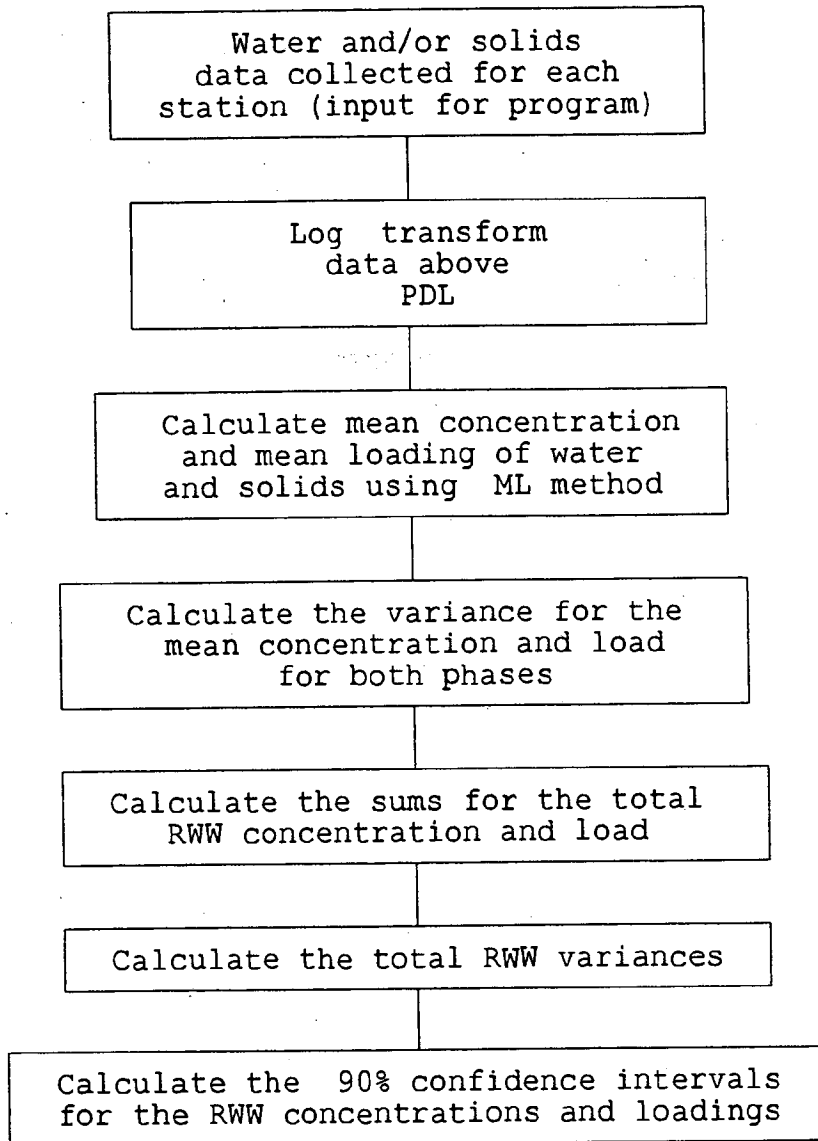 Water and/or solids
data collected for each
station (input for program)
Log transform
data above
PDL
Calculate mean concentration
and mean loading of water
and solids using ML method
Calculate the variance for the
mean concentration and load
for both phases
Calculate the sums for the total
RWW concentration and load
Calculate the total RWW variances
Calculate the 90% confidence intervals
for the RWW concentrations and loadings